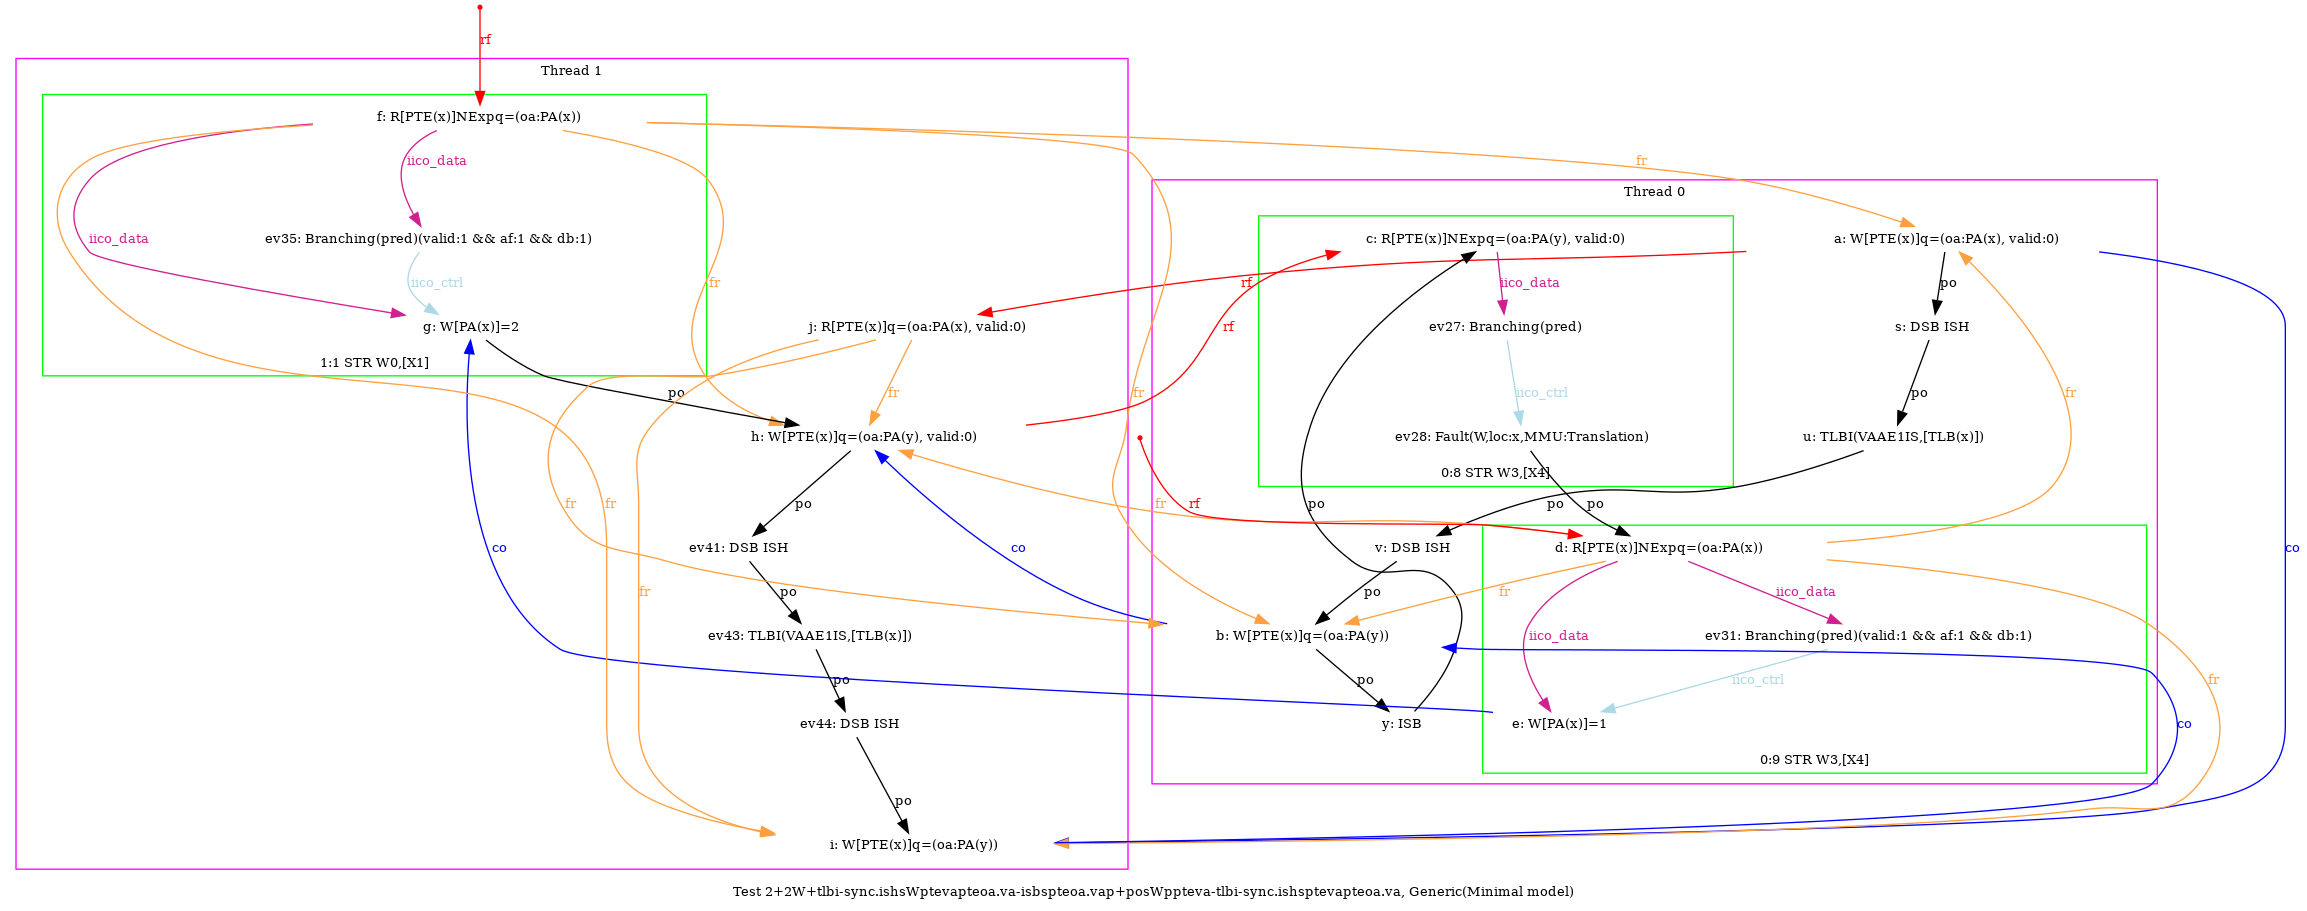 rf
Thread 1
f: R[PTE(x)]NExpq=(oa:PA(x))
iico_data
fr
Thread 0
iico_data
ev35: Branching(pred)(valid:1 && af:1 && db:1)
c: R[PTE(x)]NExpq=(oa:PA(y), valid:0)
a: W[PTE(x)]q=(oa:PA(x), valid:0)
iico_ctrl
fr
rf
iico_data
po
g: W[PA(x)]=2
j: R[PTE(x)]q=(oa:PA(x), valid:0)
rf
ev27: Branching(pred)
s: DSB ISH
1:1 STR W0,[X1]
po
fr
fr
iico_ctrl
po
fr
h: W[PTE(x)]q=(oa:PA(y), valid:0)
ev28: Fault(W,loc:x,MMU:Translation)
u: TLBI(VAAE1IS,[TLB(x)])
0:8 STR W3,[X4]
fr
fr
po
fr
rf
po
po
po
ev41: DSB ISH
co
co
v: DSB ISH
d: R[PTE(x)]NExpq=(oa:PA(x))
co
fr
po
po
fr
iico_data
ev43: TLBI(VAAE1IS,[TLB(x)])
b: W[PTE(x)]q=(oa:PA(y))
iico_data
ev31: Branching(pred)(valid:1 && af:1 && db:1)
po
po
iico_ctrl
fr
ev44: DSB ISH
y: ISB
e: W[PA(x)]=1
co
0:9 STR W3,[X4]
po
i: W[PTE(x)]q=(oa:PA(y))
Test 2+2W+tlbi-sync.ishsWptevapteoa.va-isbspteoa.vap+posWppteva-tlbi-sync.ishsptevapteoa.va, Generic(Minimal model)